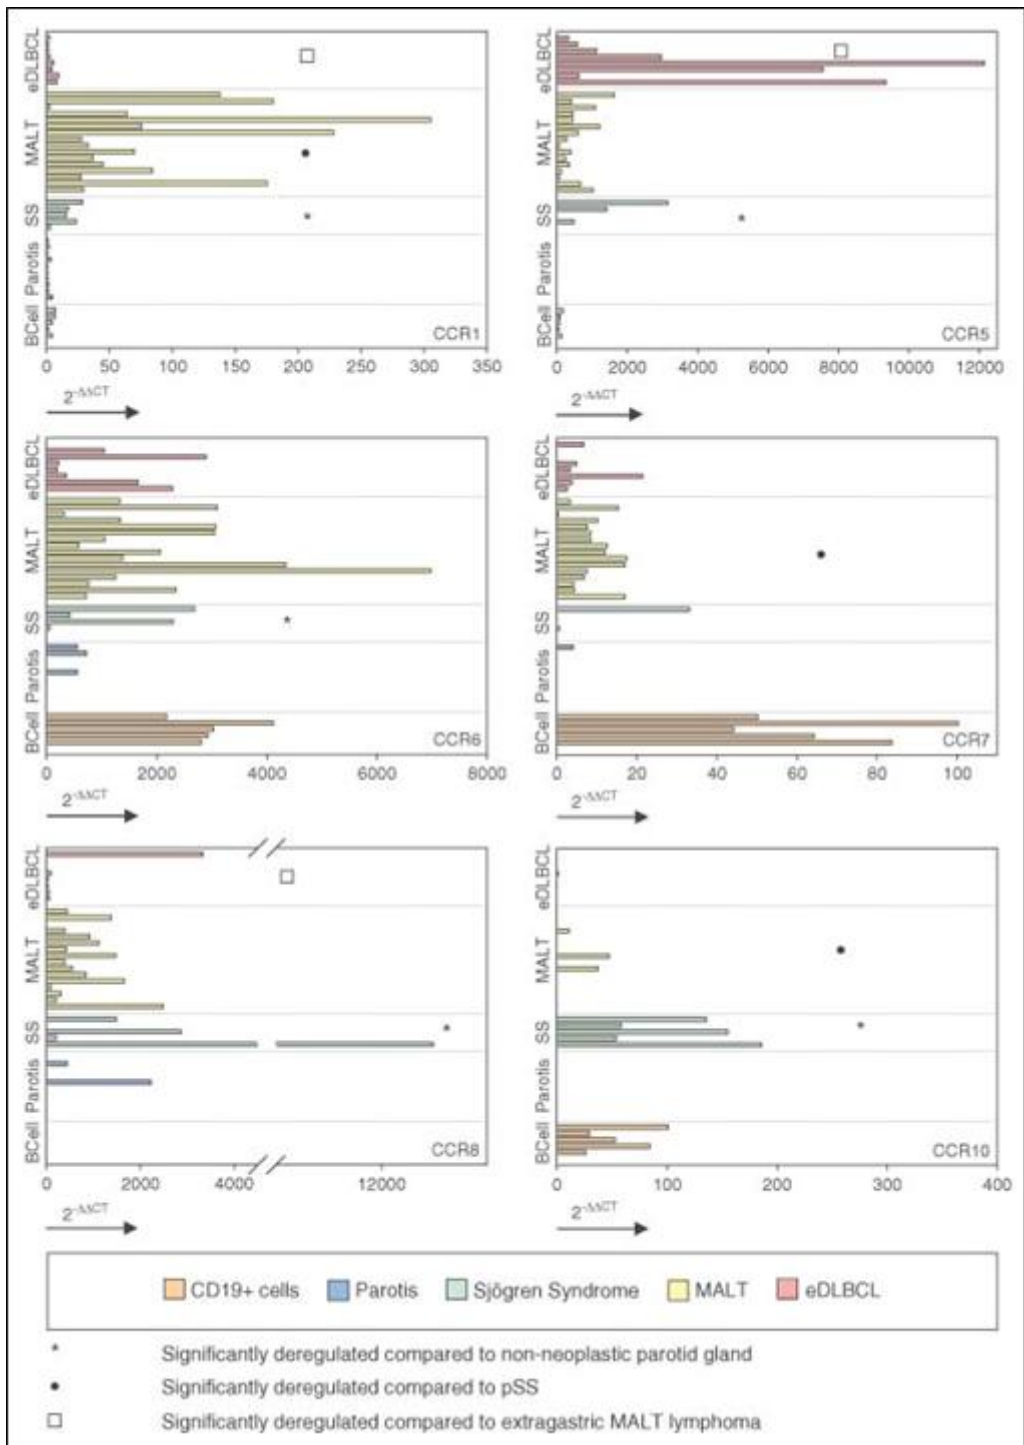 eDLBCL
MALT
SS
Parotis
BCell
CCR1
0 50 100 150 200 250 300 350
2-ΔΔCT
eDLBCL
MALT
SS
Parotis
BCell
CCR5
0 2000 4000 6000 8000 10000 12000
2-ΔΔCT
eDLBCL
MALT
SS
Parotis
BCell
CCR6
0 2000 4000 6000 8000
2-ΔΔCT
eDLBCL
MALT
SS
Parotis
BCell
CCR7
0 20 40 60 80 100
2-ΔΔCT
eDLBCL
MALT
SS
Parotis
BCell
CCR8
0 2000 4000 12000
2-ΔΔCT
eDLBCL
MALT
SS
Parotis
BCell
CCR10
0 100 200 300 400
2-ΔΔCT
CD19+ cells Parotis Sjögren Syndrome MALT eDLBCL
* Significantly deregulated compared to non-neoplastic parotid gland
• Significantly deregulated compared to pSS
□ Significantly deregulated compared to extragastric MALT lymphoma